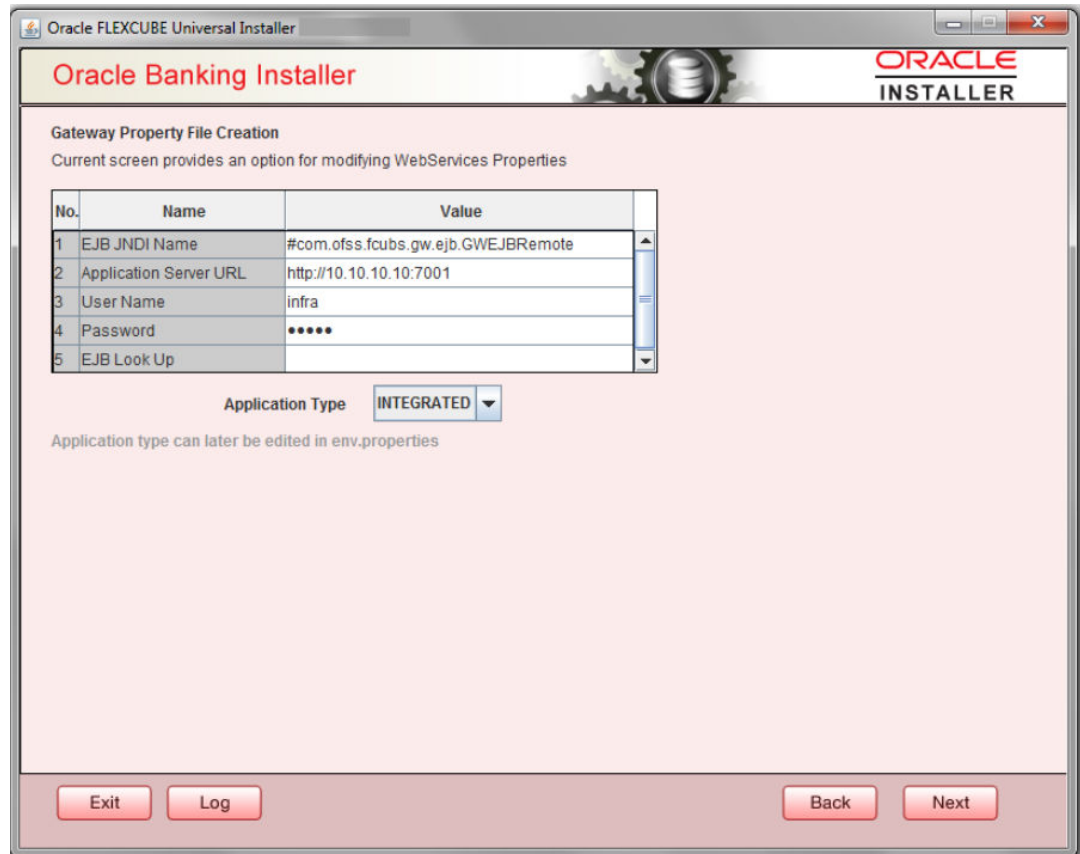 Oracle FLEXCUBE Universal Installer
Oracle Banking Installer
ORACLE
INSTALLER
Gateway Property File Creation
Current screen provides an option for modifying WebServices Properties
No. Name Value
1 EJB JNDI Name #com.ofss.fcubs.gw.ejb.GWEJBRemote
2 Application Server URL http://10.10.10.10:7001
3 User Name infra
4 Password •••••
5 EJB Look Up
Application Type INTEGRATED
Application type can later be edited in env.properties
Exit Log Back Next